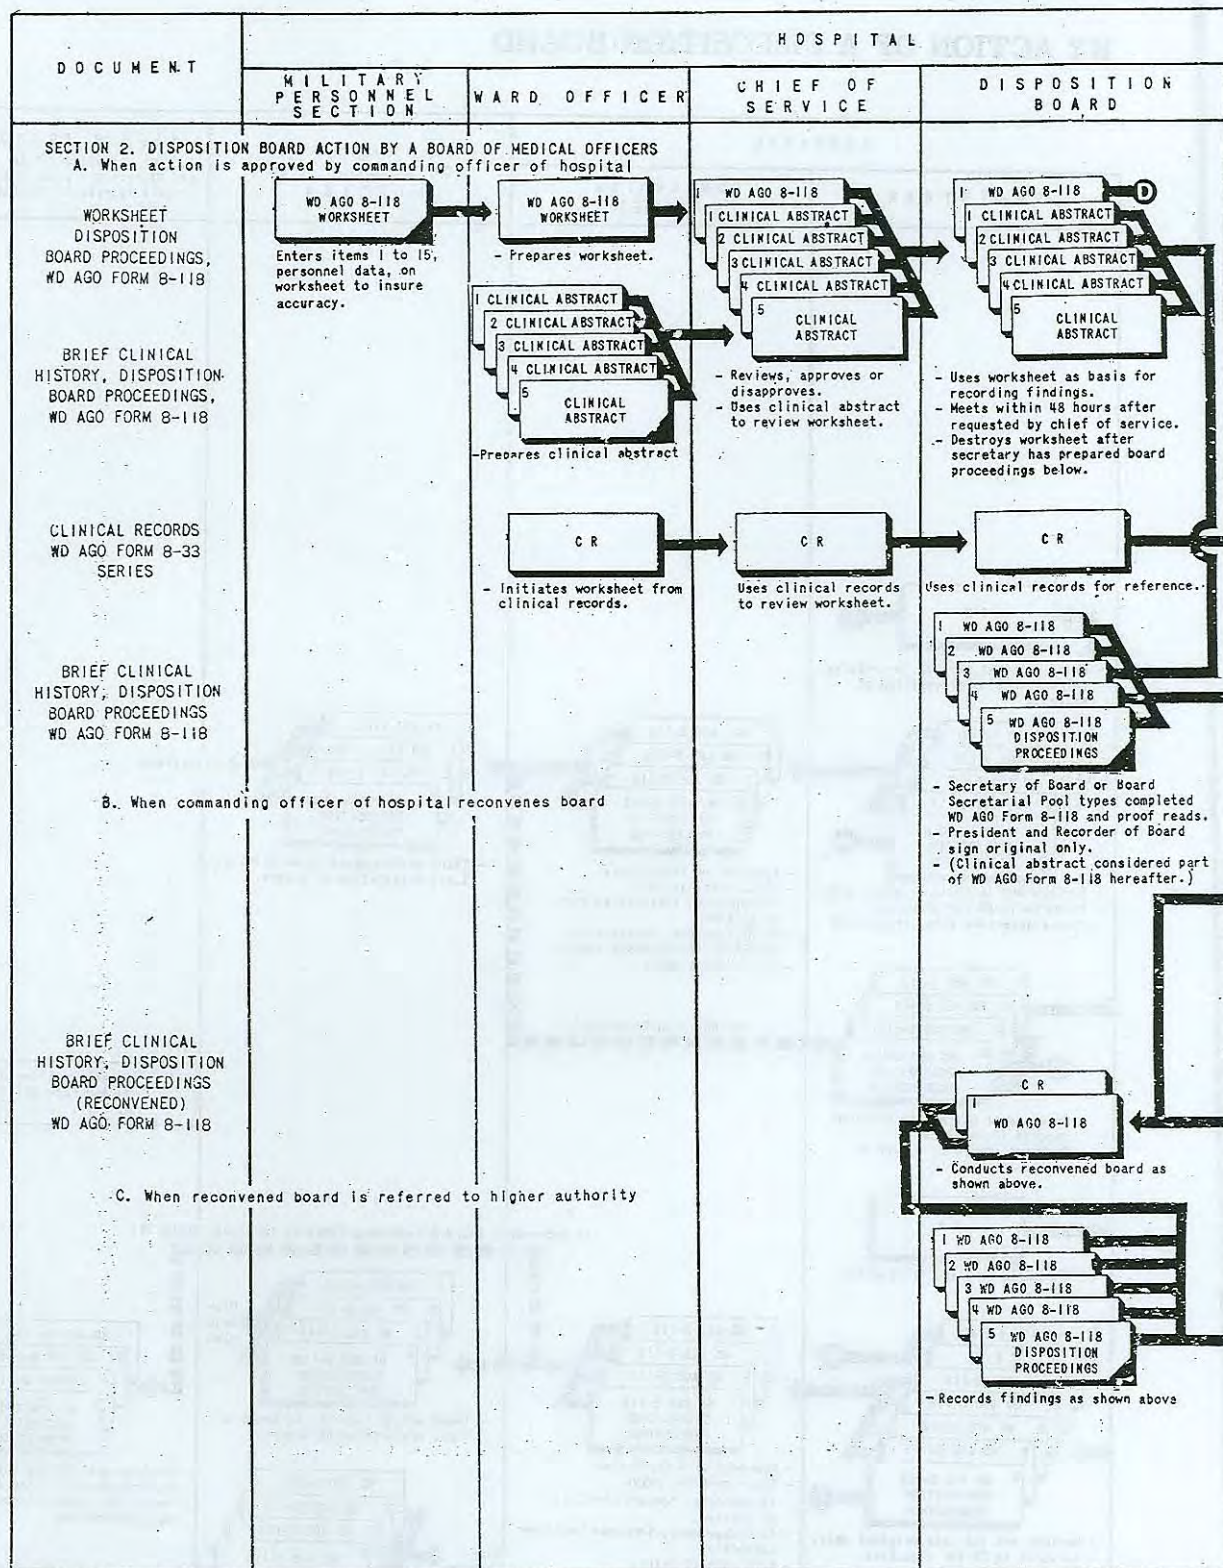 HOSPITAL
DOCUMENT
MILITARY
PERSONNEL
SECTION
WARD OFFICER
CHIEF OF
SERVICE
DISPOSITION
BOARD
SECTION 2. DISPOSITION BOARD ACTION BY A BOARD OF MEDICAL OFFICERS
A. When action is approved by commanding officer of hospital
WORKSHEET
DISPOSITION
BOARD PROCEEDINGS,
WD AGO FORM 8-118
WD AGO 8-118
WORKSHEET
Enters items 1 to 15,
personnel data, on
worksheet to insure
accuracy.
WD AGO 8-118
WORKSHEET
- Prepares worksheet.
1 WD AGO 8-118
1 CLINICAL ABSTRACT
2 CLINICAL ABSTRACT
3 CLINICAL ABSTRACT
4 CLINICAL ABSTRACT
5 CLINICAL
ABSTRACT
1 WD AGO 8-118
D
1 CLINICAL ABSTRACT
2 CLINICAL ABSTRACT
3 CLINICAL ABSTRACT
4 CLINICAL ABSTRACT
5 CLINICAL
ABSTRACT
BRIEF CLINICAL
HISTORY, DISPOSITION
BOARD PROCEEDINGS,
WD AGO FORM 8-118
1 CLINICAL ABSTRACT
2 CLINICAL ABSTRACT
3 CLINICAL ABSTRACT
4 CLINICAL ABSTRACT
5 CLINICAL
ABSTRACT
-Prepares clinical abstract
- Reviews, approves or
disapproves.
- Uses clinical abstract
to review worksheet.
- Uses worksheet as basis for
recording findings.
- Meets within 48 hours after
requested by chief of service.
- Destroys worksheet after
secretary has prepared board
proceedings below.
CLINICAL RECORDS
WD AGO FORM 8-33
SERIES
C R
- Initiates worksheet from
clinical records.
C R
Uses clinical records
to review worksheet.
C R
Uses clinical records for reference.
BRIEF CLINICAL
HISTORY, DISPOSITION
BOARD PROCEEDINGS
WD AGO FORM 8-118
1 WD AGO 8-118
2 WD AGO 8-118
3 WD AGO 8-118
4 WD AGO 8-118
5 WD AGO 8-118
DISPOSITION
PROCEEDINGS
- Secretary of Board or Board
Secretarial Pool types completed
WD AGO Form 8-118 and proof reads.
- President and Recorder of Board
sign original only.
- (Clinical abstract considered part
of WD AGO Form 8-118 hereafter.)
B. When commanding officer of hospital reconvenes board
BRIEF CLINICAL
HISTORY, DISPOSITION
BOARD PROCEEDINGS
(RECONVENED)
WD AGO FORM 8-118
C R
1
WD AGO 8-118
- Conducts reconvened board as
shown above.
C. When reconvened board is referred to higher authority
1 WD AGO 8-118
2 WD AGO 8-118
3 WD AGO 8-118
4 WD AGO 8-118
5 WD AGO 8-118
DISPOSITION
PROCEEDINGS
- Records findings as shown above